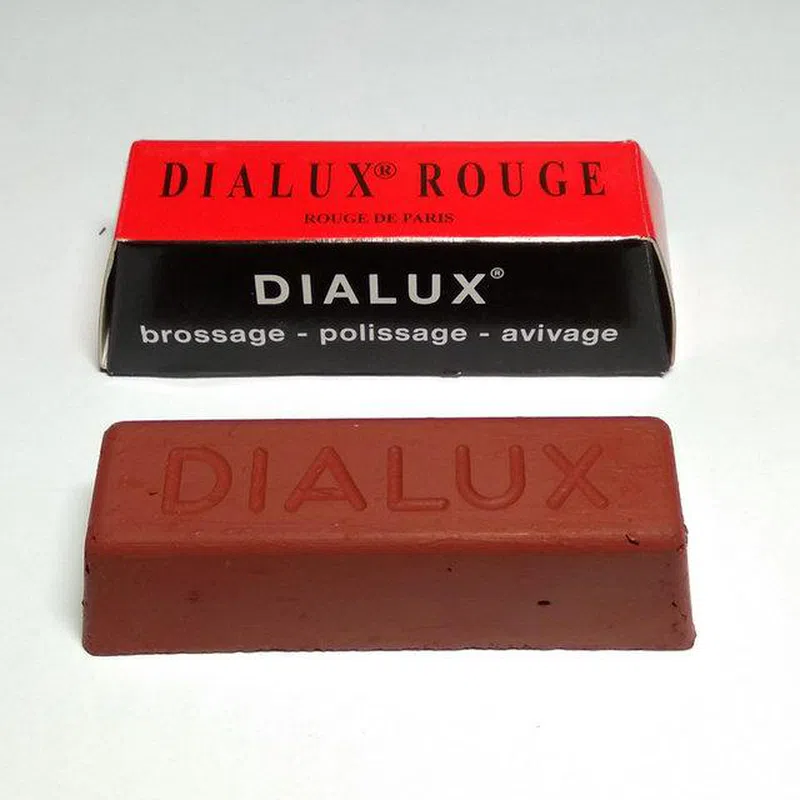 DIALUX® ROUGE
ROUGE DE PARIS
DIALUX®
brossage - polissage - avivage
DIALUX